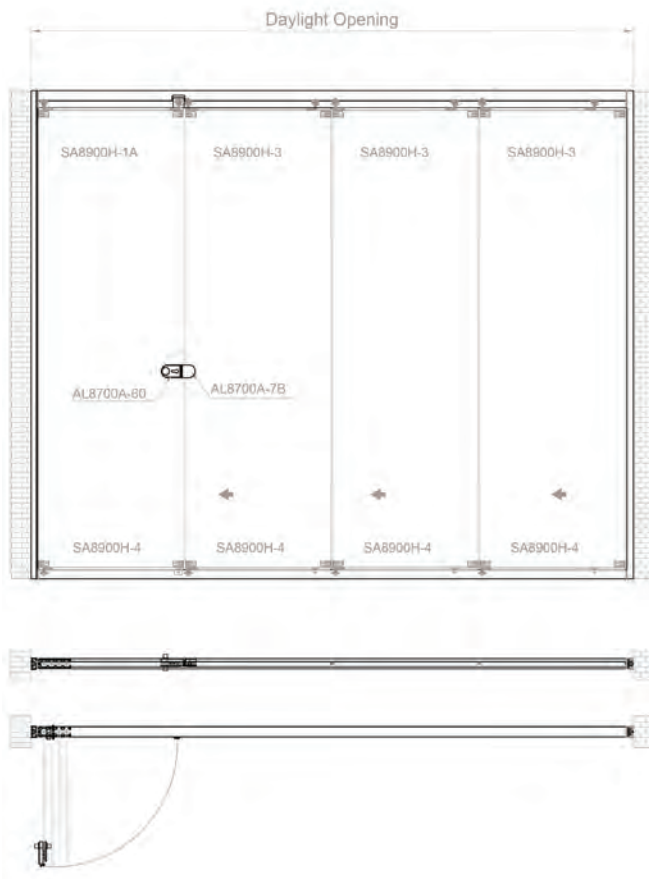 Daylight Opening
SA8900H-1A SA8900H-3 SA8900H-3 SA8900H-3
AL8700A-60 AL8700A-7B
SA8900H-4 SA8900H-4 SA8900H-4 SA8900H-4